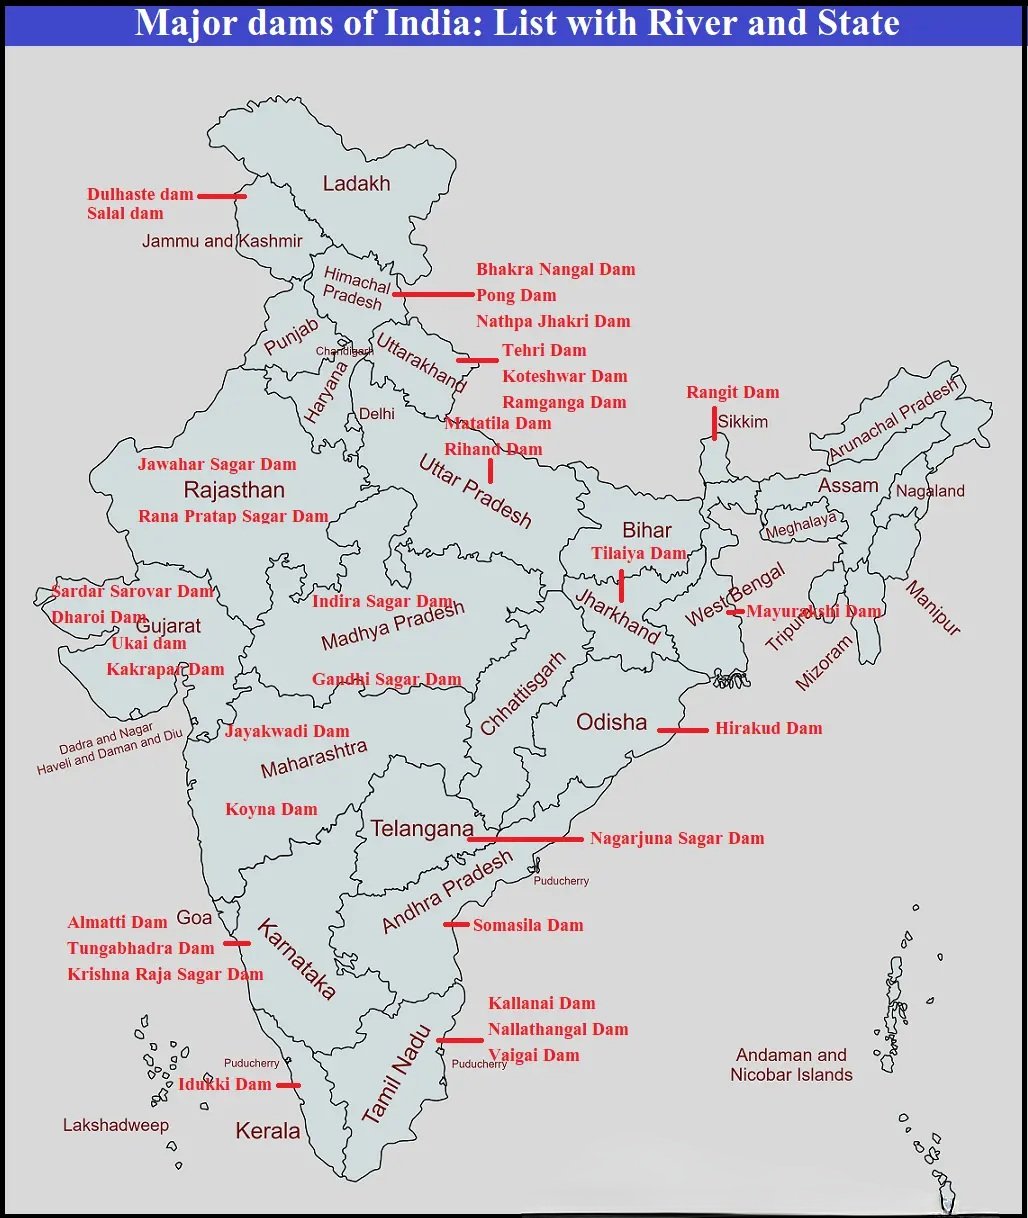 Major dams of India: List with River and State
Ladakh
Dulhaste dam
Salal dam
Jammu and Kashmir
Himachal
Pradesh
Bhakra Nangal Dam
Pong Dam
Nathpa Jhakri Dam
Punjab
Chandigarh
Uttarakhand
Tehri Dam
Koteshwar Dam
Ramganga Dam
Haryana
Delhi
Matatila Dam
Rihand Dam
Uttar Pradesh
Rangit Dam
Sikkim
Arunachal Pradesh
Assam
Nagaland
Meghalaya
Manipur
Tripura
Mizoram
Jawahar Sagar Dam
Rajasthan
Rana Pratap Sagar Dam
Bihar
Tilaiya Dam
Jharkhand
West Bengal
Mayurakshi Dam
Sardar Sarovar Dam
Dharoi Dam
Gujarat
Ukai dam
Kakrapar Dam
Indira Sagar Dam
Madhya Pradesh
Gandhi Sagar Dam
Chhattisgarh
Odisha
Hirakud Dam
Dadra and Nagar
Haveli and Daman and Diu
Jayakwadi Dam
Maharashtra
Koyna Dam
Telangana
Nagarjuna Sagar Dam
Andhra Pradesh
Puducherry
Somasila Dam
Goa
Almatti Dam
Tungabhadra Dam
Krishna Raja Sagar Dam
Karnataka
Kallanai Dam
Nallathangal Dam
Vaigai Dam
Tamil Nadu
Puducherry
Puducherry
Idukki Dam
Kerala
Lakshadweep
Andaman and
Nicobar Islands